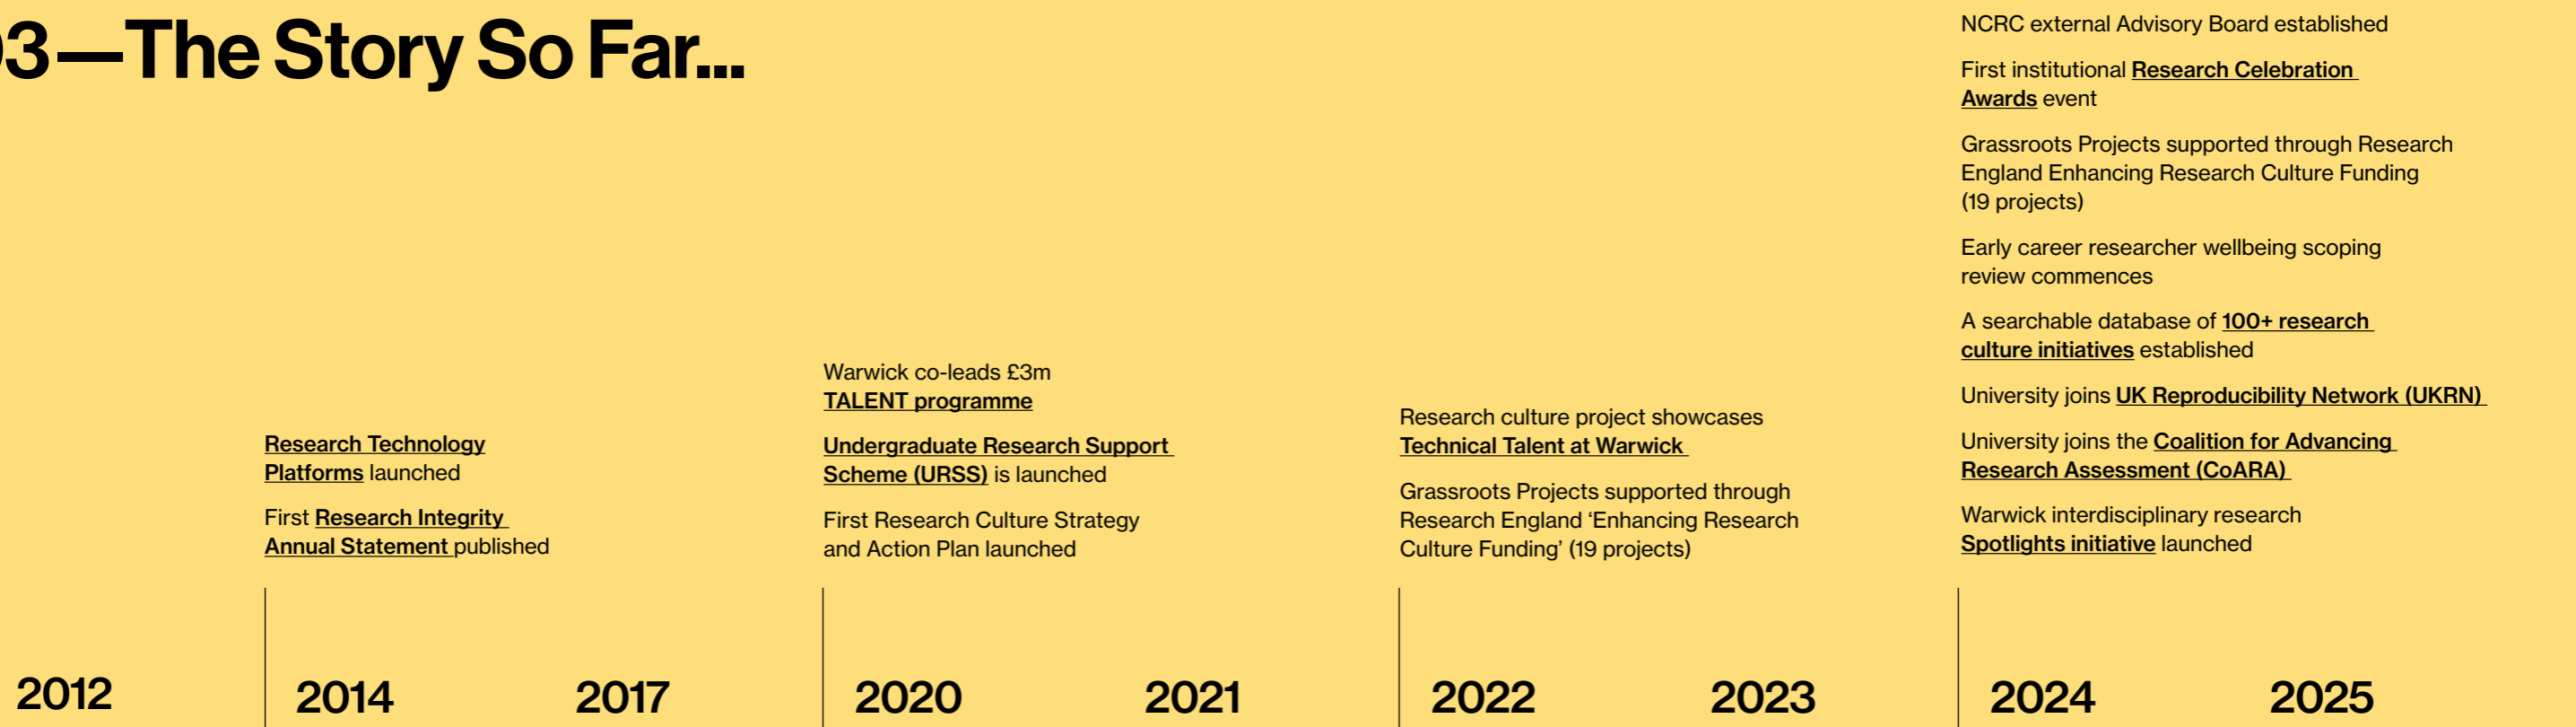 03—The Story So Far...
Research Technology
Platforms launched
First Research Integrity
Annual Statement published
Warwick co-leads £3m
TALENT programme
Undergraduate Research Support
Scheme (URSS) is launched
First Research Culture Strategy
and Action Plan launched
Research culture project showcases
Technical Talent at Warwick
Grassroots Projects supported through
Research England ‘Enhancing Research
Culture Funding’ (19 projects)
NCRC external Advisory Board established
First institutional Research Celebration
Awards event
Grassroots Projects supported through Research
England Enhancing Research Culture Funding
(19 projects)
Early career researcher wellbeing scoping
review commences
A searchable database of 100+ research
culture initiatives established
University joins UK Reproducibility Network (UKRN)
University joins the Coalition for Advancing
Research Assessment (CoARA)
Warwick interdisciplinary research
Spotlights initiative launched
2012 2014 2017 2020 2021 2022 2023 2024 2025